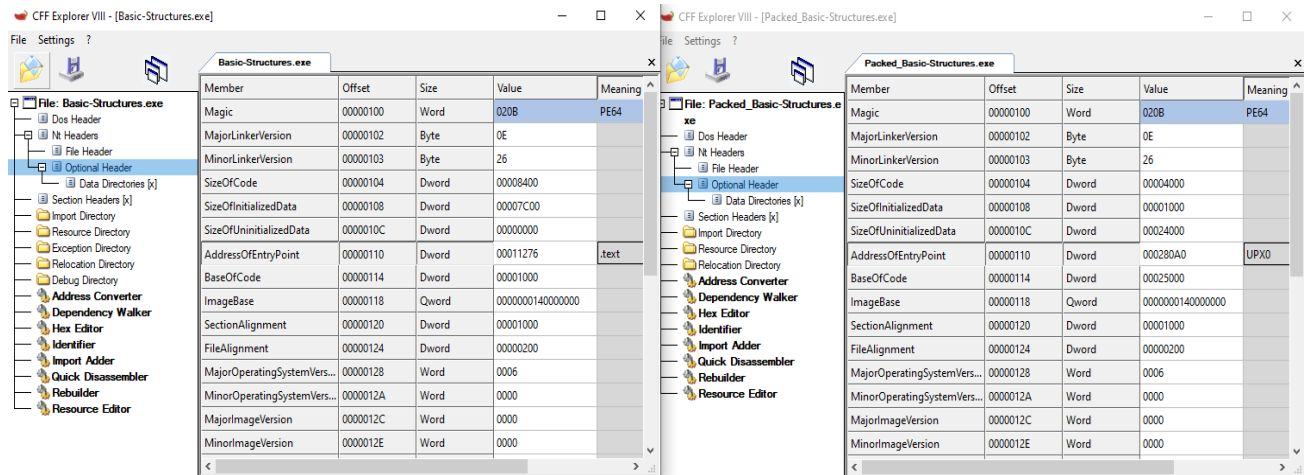 CFF Explorer VIII - [Basic-Structures.exe]
File Settings ?
Basic-Structures.exe
File: Basic-Structures.exe
Dos Header
Nt Headers
File Header
Optional Header
Data Directories [x]
Section Headers [x]
Import Directory
Resource Directory
Exception Directory
Relocation Directory
Debug Directory
Address Converter
Dependency Walker
Hex Editor
Identifier
Import Adder
Quick Disassembler
Rebuilder
Resource Editor
Member Offset Size Value Meaning
Magic 00000100 Word 020B PE64
MajorLinkerVersion 00000102 Byte 0E
MinorLinkerVersion 00000103 Byte 26
SizeOfCode 00000104 Dword 00008400
SizeOfInitializedData 00000108 Dword 00007C00
SizeOfUninitializedData 0000010C Dword 00000000
AddressOfEntryPoint 00000110 Dword 00011276 .text
BaseOfCode 00000114 Dword 00001000
ImageBase 00000118 Qword 0000000140000000
SectionAlignment 00000120 Dword 00001000
FileAlignment 00000124 Dword 00000200
MajorOperatingSystemVers... 00000128 Word 0006
MinorOperatingSystemVers... 0000012A Word 0000
MajorImageVersion 0000012C Word 0000
MinorImageVersion 0000012E Word 0000
CFF Explorer VIII - [Packed_Basic-Structures.exe]
File Settings ?
Packed_Basic-Structures.exe
File: Packed_Basic-Structures.e
xe
Dos Header
Nt Headers
File Header
Optional Header
Data Directories [x]
Section Headers [x]
Import Directory
Resource Directory
Relocation Directory
Address Converter
Dependency Walker
Hex Editor
Identifier
Import Adder
Quick Disassembler
Rebuilder
Resource Editor
Member Offset Size Value Meaning
Magic 00000100 Word 020B PE64
MajorLinkerVersion 00000102 Byte 0E
MinorLinkerVersion 00000103 Byte 26
SizeOfCode 00000104 Dword 00004000
SizeOfInitializedData 00000108 Dword 00001000
SizeOfUninitializedData 0000010C Dword 00024000
AddressOfEntryPoint 00000110 Dword 000280A0 UPX0
BaseOfCode 00000114 Dword 00025000
ImageBase 00000118 Qword 0000000140000000
SectionAlignment 00000120 Dword 00001000
FileAlignment 00000124 Dword 00000200
MajorOperatingSystemVers... 00000128 Word 0006
MinorOperatingSystemVers... 0000012A Word 0000
MajorImageVersion 0000012C Word 0000
MinorImageVersion 0000012E Word 0000